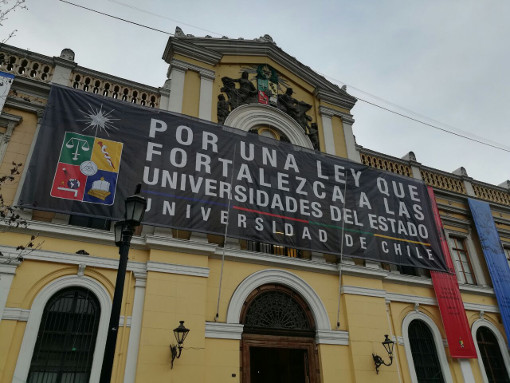 POR UNA LEY QUE
FORTALEZCA A LAS
UNIVERSIDADES DEL ESTADO
UNIVERSIDAD DE CHILE